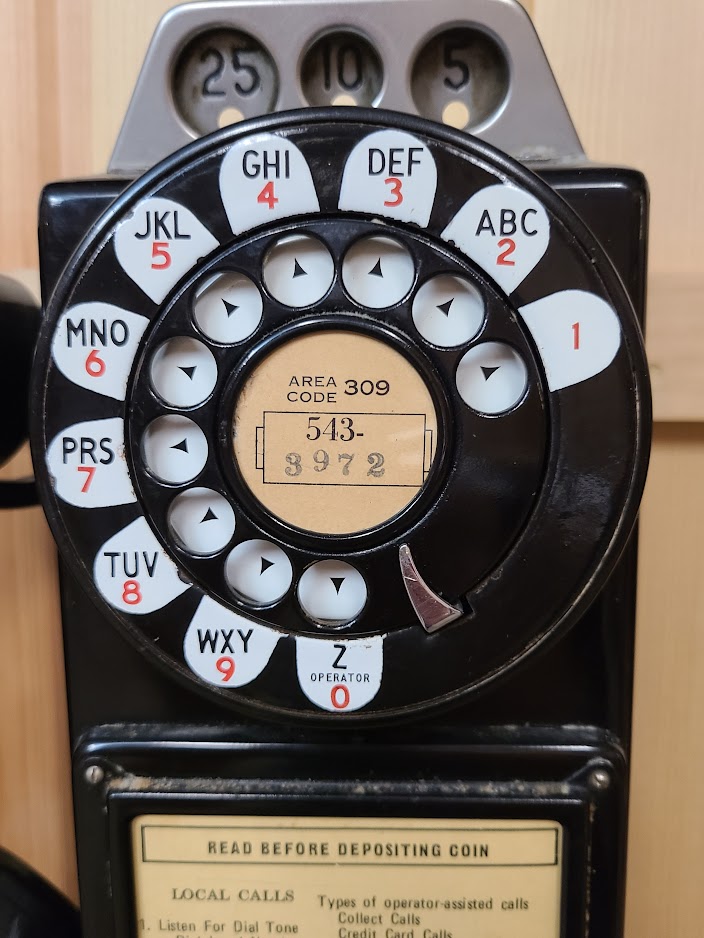 25 10 5
GHI
4
DEF
3
JKL
5
ABC
2
MNO
6
1
AREA
CODE 309
543-
3972
PRS
7
TUV
8
WXY
9
Z
OPERATOR
0
READ BEFORE DEPOSITING COIN
LOCAL CALLS
1. Listen For Dial Tone
Types of operator-assisted calls
Collect Calls
Credit Card Calls